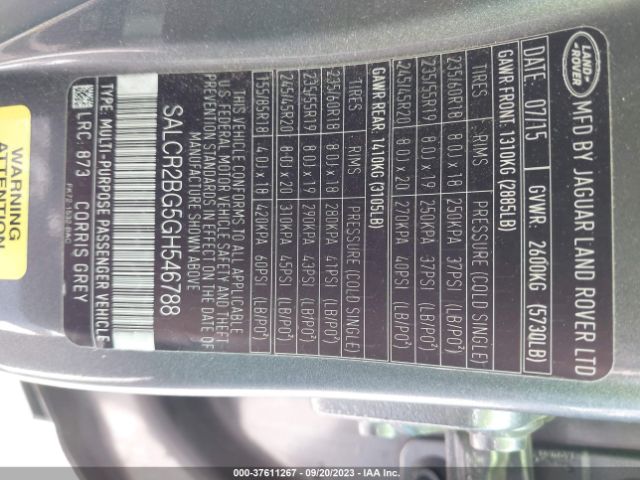 LAND-
ROVER
MFD BY JAGUAR LAND ROVER LTD
DATE: 07/15 GVWR: 2600KG (5730LB)
GAWR FRONT: 1310KG (2885LB)
TIRES RIMS PRESSURE (COLD SINGLE)
235/60R18 8.0J x 18 250KPA 37PSI (LB/PO²)
235/55R19 8.0J x 19 250KPA 37PSI (LB/PO²)
245/45R20 8.0J x 20 270KPA 40PSI (LB/PO²)
GAWR REAR: 1410KG (3105LB)
TIRES RIMS PRESSURE (COLD SINGLE)
235/60R18 8.0J x 18 280KPA 41PSI (LB/PO²)
235/55R19 8.0J x 19 290KPA 43PSI (LB/PO²)
245/45R20 8.0J x 20 310KPA 45PSI (LB/PO²)
155/85R18 4.0J x 18 420KPA 60PSI (LB/PO²)
THIS VEHICLE CONFORMS TO ALL APPLICABLE
US FEDERAL MOTOR VEHICLE SAFETY AND THEFT
PREVENTION STANDARDS IN EFFECT ON THE DATE OF
MANUFACTURE SHOWN ABOVE
SALCR2BG5GH546788
TYPE: MULTI-PURPOSE PASSENGER VEHICLE
LRC: 873 CORRIS GREY
WARNING
ATTENTION
000-37611267 - 09/20/2023 - IAA Inc.